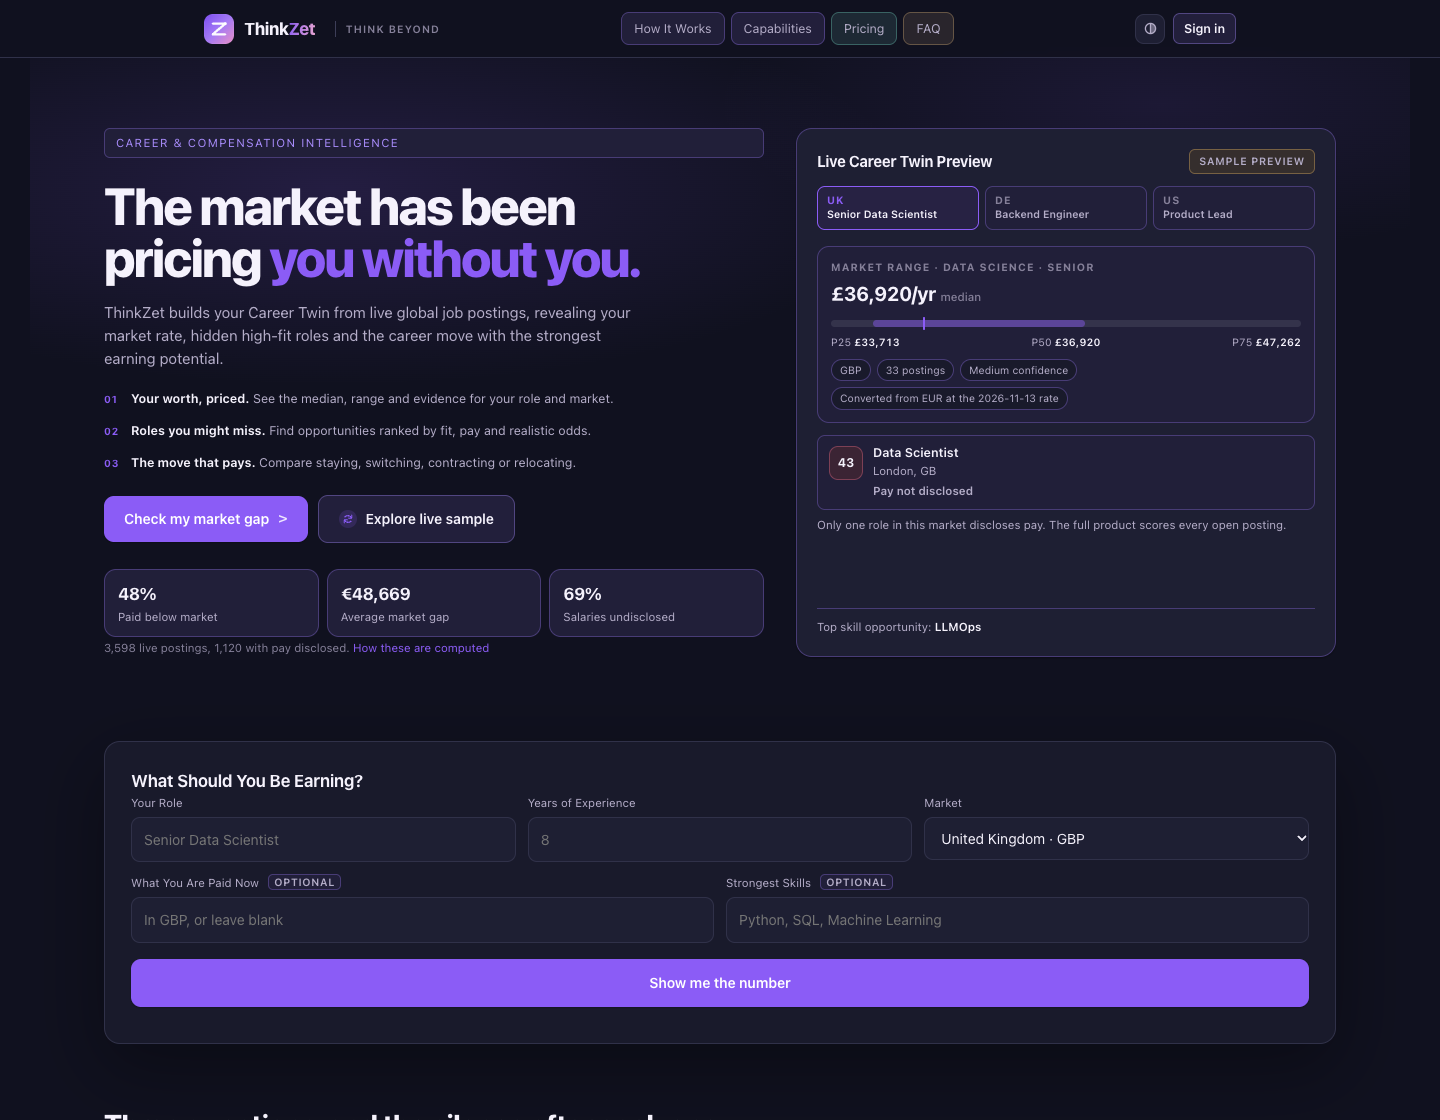 ThinkZet
THINK BEYOND
How It Works
Capabilities
Pricing
FAQ
Sign in
CAREER & COMPENSATION INTELLIGENCE
The market has been
pricing you without you.
ThinkZet builds your Career Twin from live global job postings, revealing your
market rate, hidden high-fit roles and the career move with the strongest
earning potential.
01 Your worth, priced. See the median, range and evidence for your role and market.
02 Roles you might miss. Find opportunities ranked by fit, pay and realistic odds.
03 The move that pays. Compare staying, switching, contracting or relocating.
Check my market gap >
Explore live sample
48%
Paid below market
€48,669
Average market gap
69%
Salaries undisclosed
3,598 live postings, 1,120 with pay disclosed. How these are computed
Live Career Twin Preview
SAMPLE PREVIEW
UK
Senior Data Scientist
DE
Backend Engineer
US
Product Lead
MARKET RANGE · DATA SCIENCE · SENIOR
£36,920/yr median
P25 £33,713
P50 £36,920
P75 £47,262
GBP
33 postings
Medium confidence
Converted from EUR at the 2026-11-13 rate
43
Data Scientist
London, GB
Pay not disclosed
Only one role in this market discloses pay. The full product scores every open posting.
Top skill opportunity: LLMOps
What Should You Be Earning?
Your Role
Senior Data Scientist
Years of Experience
8
Market
United Kingdom · GBP
What You Are Paid Now OPTIONAL
In GBP, or leave blank
Strongest Skills OPTIONAL
Python, SQL, Machine Learning
Show me the number